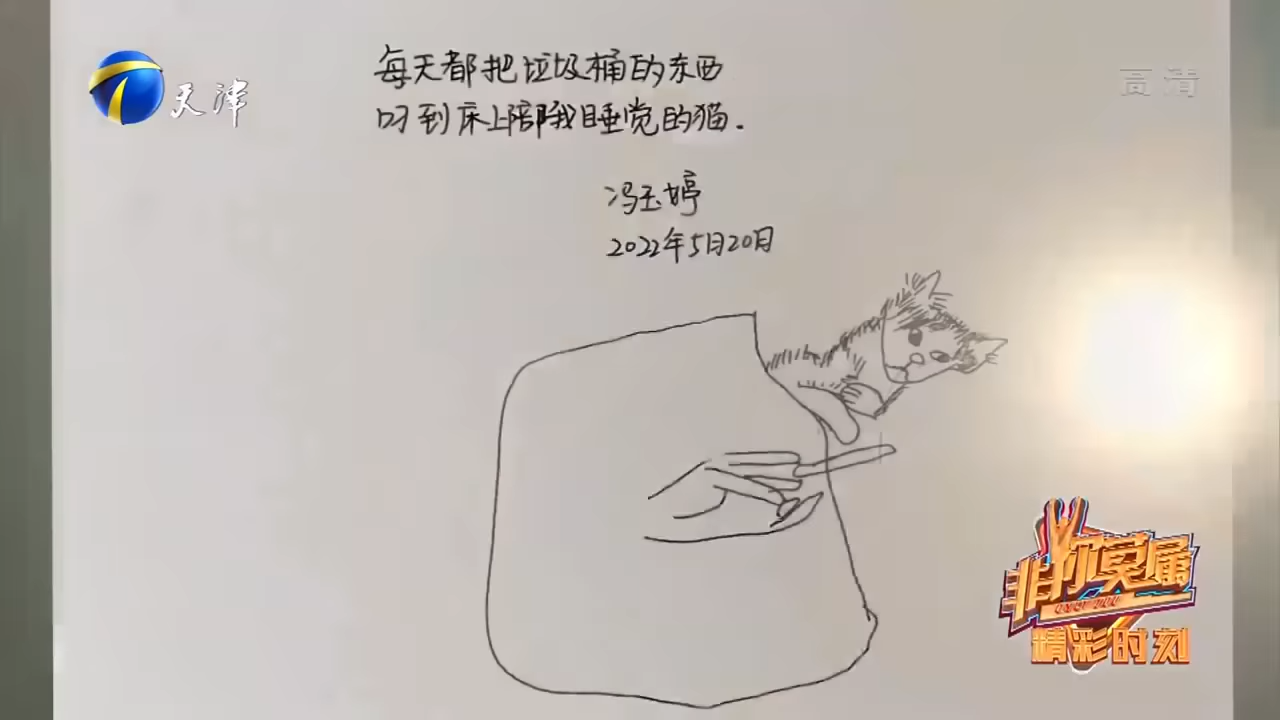 天津
高清
每天都把垃圾桶的东西
叼到床上陪我睡觉的猫.
冯玉婷
2022年5月20日
非你莫属
ONLY YOU
精彩时刻